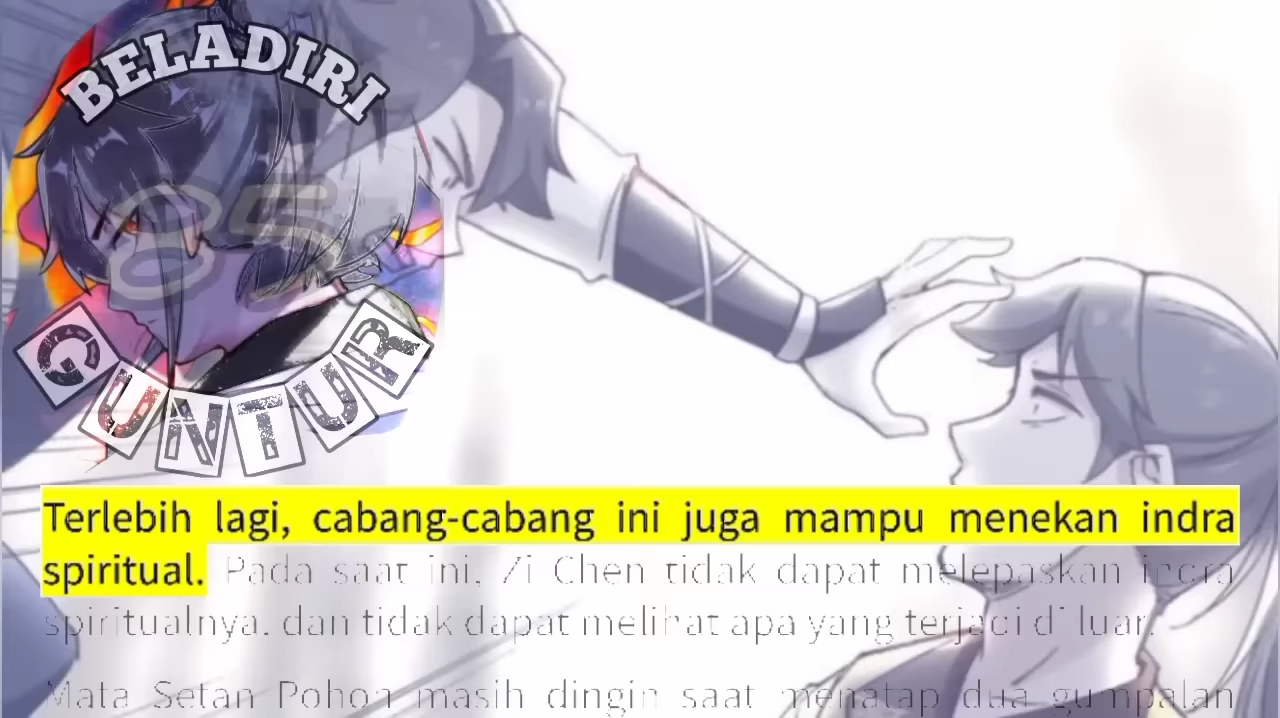 BELADIRI
85
GUNTUR
Terlebih lagi, cabang-cabang ini juga mampu menekan indra
spiritual. Pada saat ini, Zi Chen tidak dapat melepaskan indra
spiritualnya, dan tidak dapat melihat apa yang terjadi di luar.
Mata Setan Pohon masih dingin saat menatap dua gumpalan